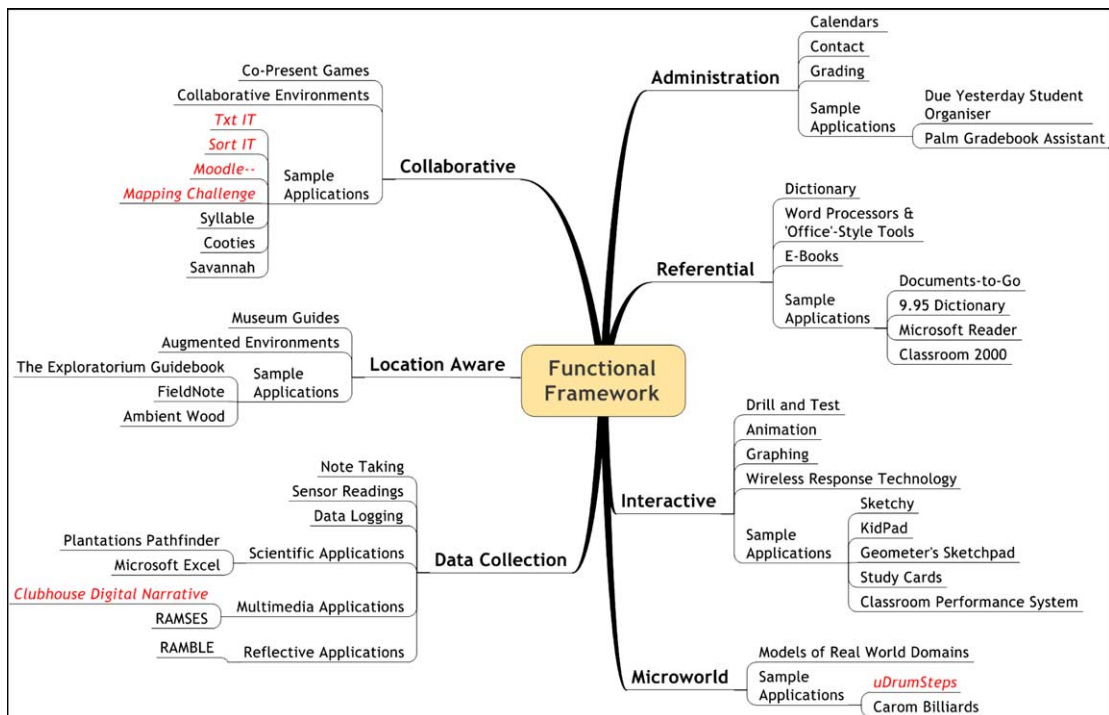 Functional
Framework
Administration
Calendars
Contact
Grading
Sample
Applications
Due Yesterday Student
Organiser
Palm Gradebook Assistant
Referential
Dictionary
Word Processors &
'Office'-Style Tools
E-Books
Sample
Applications
Documents-to-Go
9.95 Dictionary
Microsoft Reader
Classroom 2000
Interactive
Drill and Test
Animation
Graphing
Wireless Response Technology
Sample
Applications
Sketchy
KidPad
Geometer's Sketchpad
Study Cards
Classroom Performance System
Microworld
Models of Real World Domains
Sample
Applications
uDrumSteps
Carom Billiards
Collaborative
Co-Present Games
Collaborative Environments
Sample
Applications
Txt IT
Sort IT
Moodle--
Mapping Challenge
Syllable
Cooties
Savannah
Location Aware
Museum Guides
Augmented Environments
Sample
Applications
The Exploratorium Guidebook
FieldNote
Ambient Wood
Data Collection
Note Taking
Sensor Readings
Data Logging
Scientific Applications
Plantations Pathfinder
Microsoft Excel
Multimedia Applications
Clubhouse Digital Narrative
RAMSES
Reflective Applications
RAMBLE